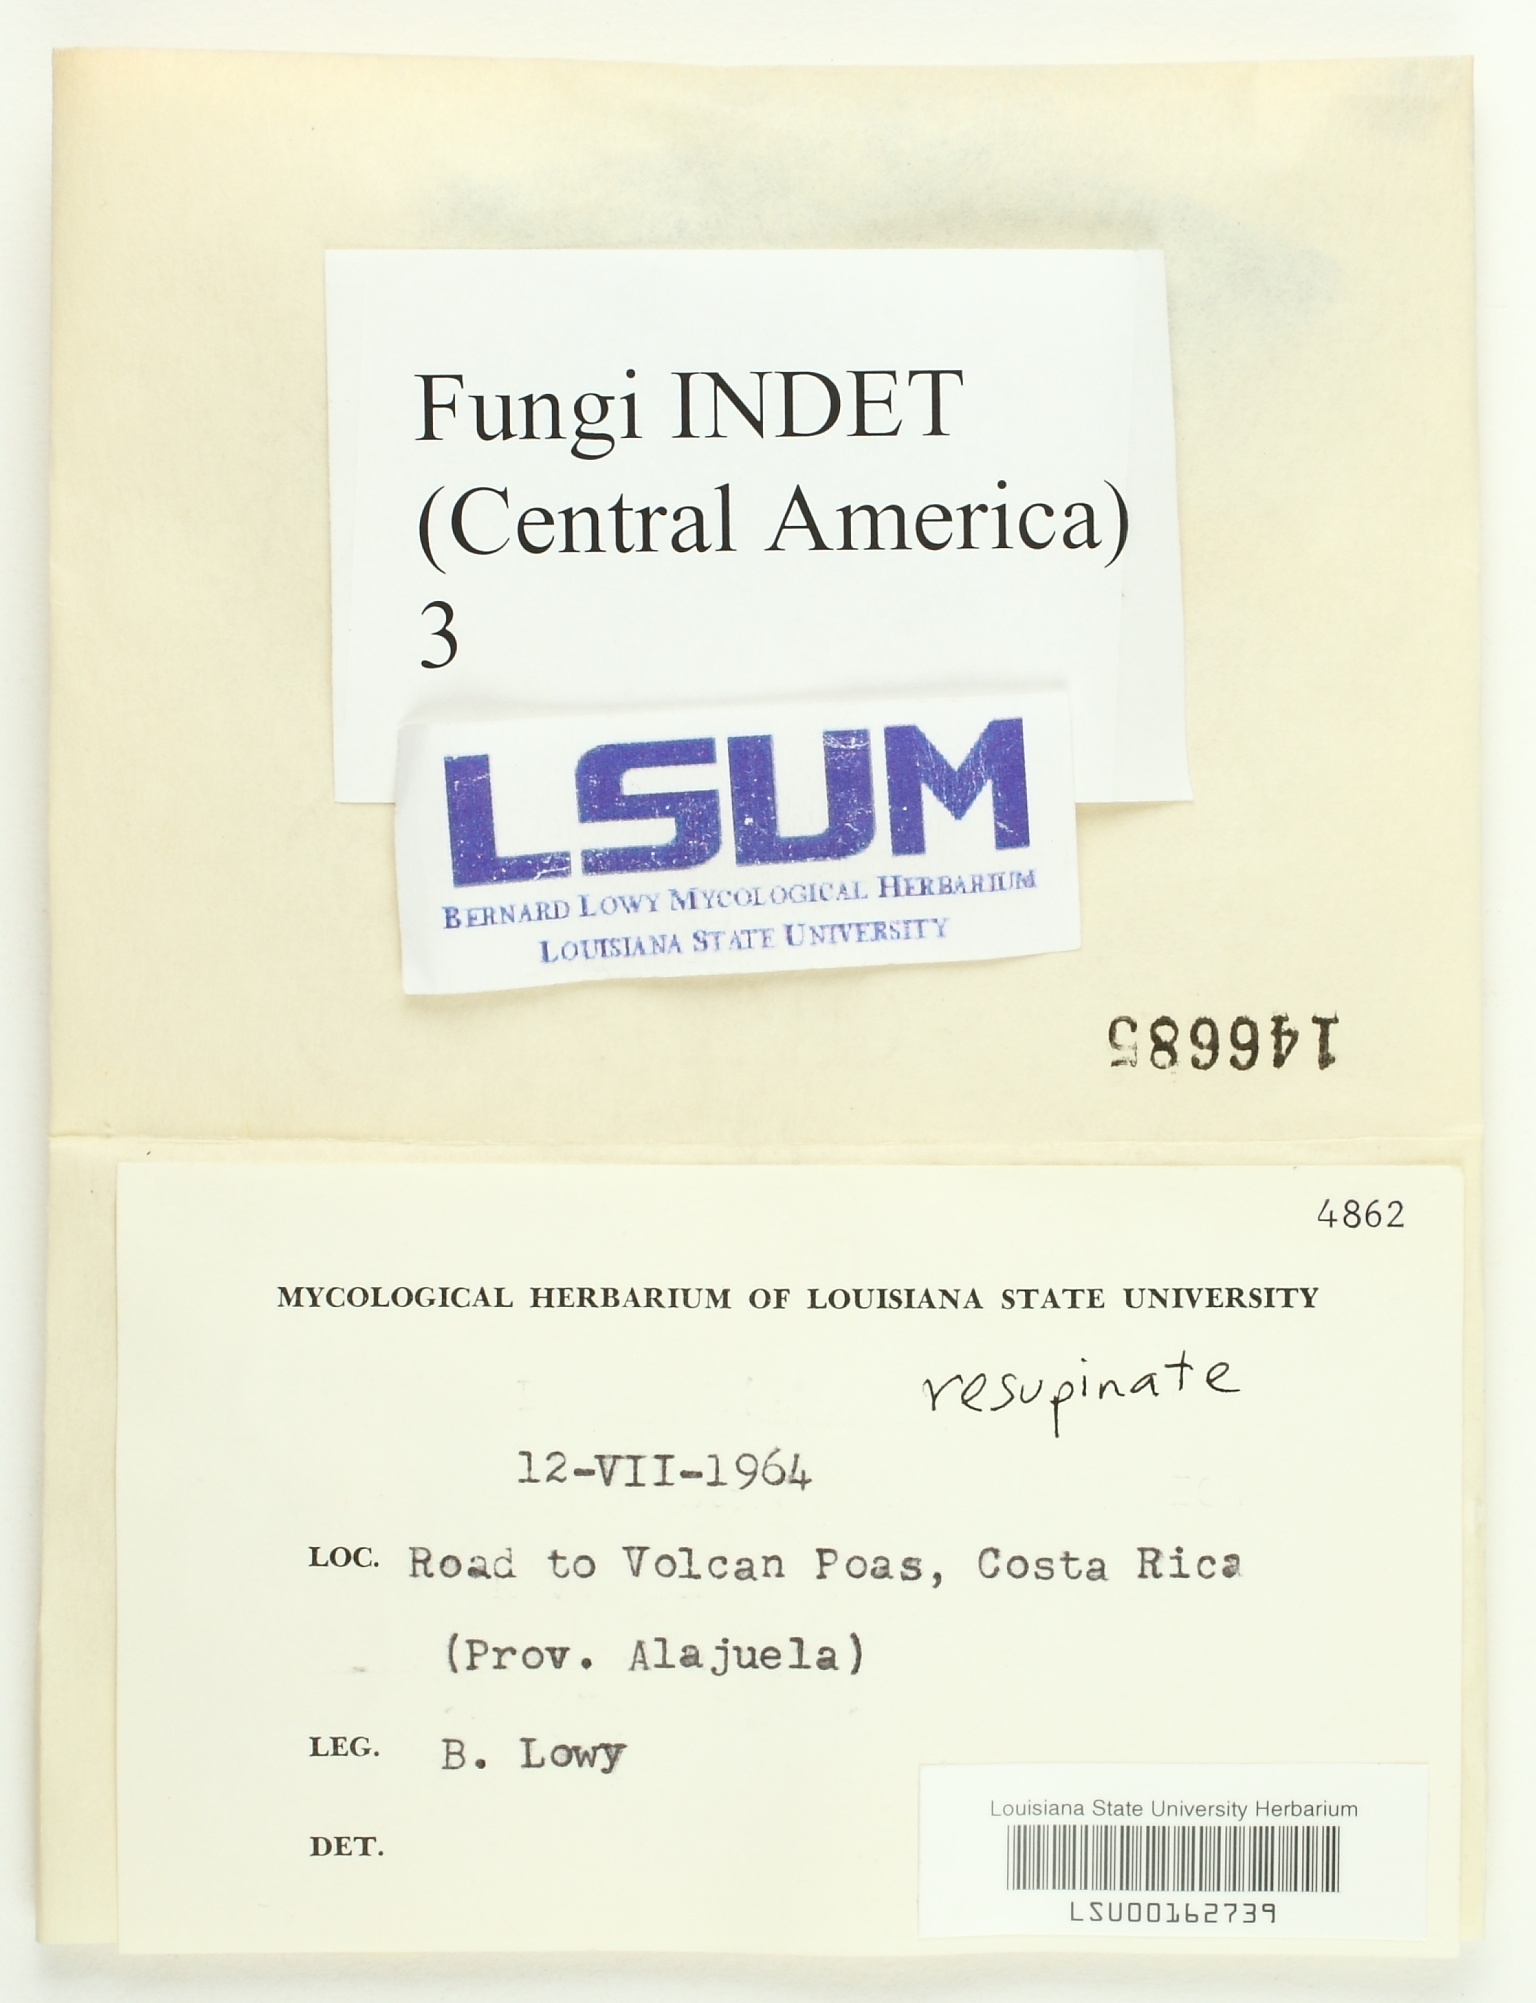 Fungi INDET
(Central America)
3
LSUM
BERNARD LOWY MYCOLOGICAL HERBARIUM
LOUISIANA STATE UNIVERSITY
146685
4862
MYCOLOGICAL HERBARIUM OF LOUISIANA STATE UNIVERSITY
resupinate
12-VII-1964
LOC. Road to Volcan Poas, Costa Rica
(Prov. Alajuela)
LEG. B. Lowy
DET.
Louisiana State University Herbarium
LSU00162739